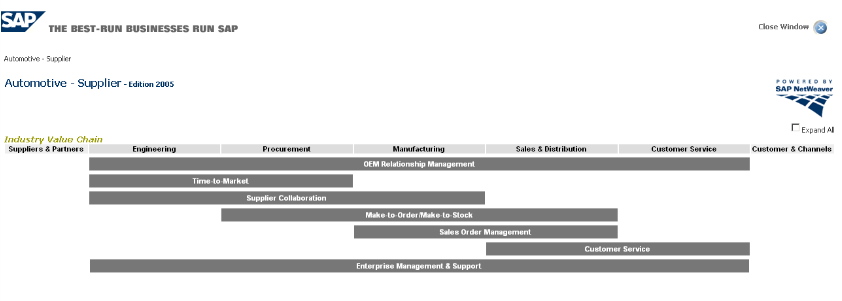 SAP THE BEST-RUN BUSINESSES RUN SAP
Close Window
Automotive - Supplier
Automotive - Supplier - Edition 2005
POWERED BY
SAP NetWeaver
Expand All
Industry Value Chain
Suppliers & Partners Engineering Procurement Manufacturing Sales & Distribution Customer Service Customer & Channels
OEM Relationship Management
Time-to-Market
Supplier Collaboration
Make-to-Order/Make-to-Stock
Sales Order Management
Customer Service
Enterprise Management & Support